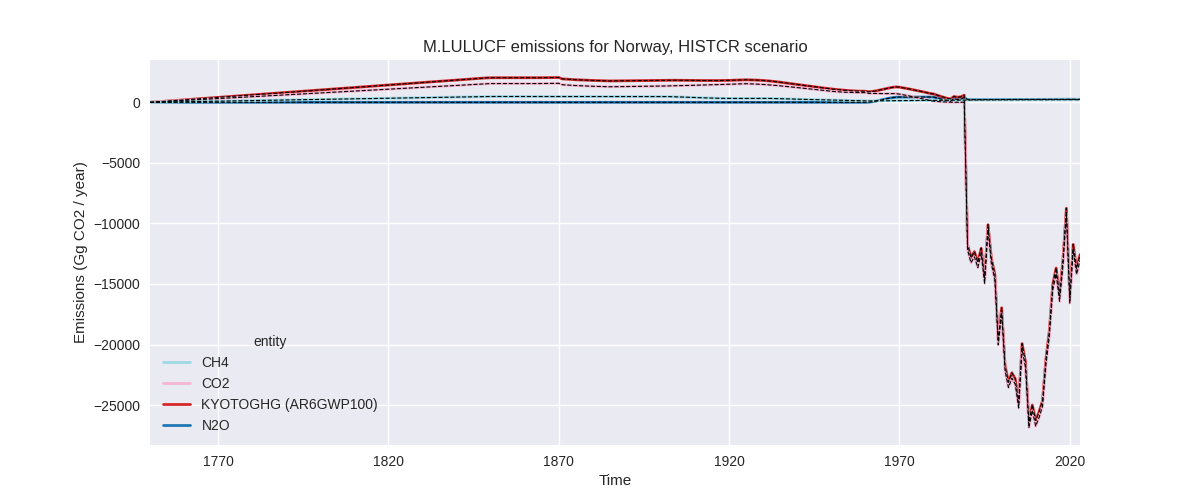 M.LULUCF emissions for Norway, HISTCR scenario
Emissions (Gg CO2 / year)
0
−5000
−10000
−15000
−20000
−25000
entity
CH4
CO2
KYOTOGHG (AR6GWP100)
N2O
1770
1820
1870
1920
1970
2020
Time